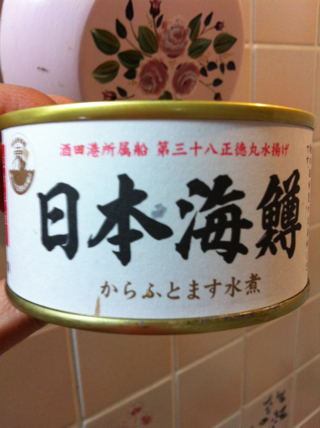 酒田港所属船 第三十八正徳丸水揚げ
日本海鱒
からふとます水煮